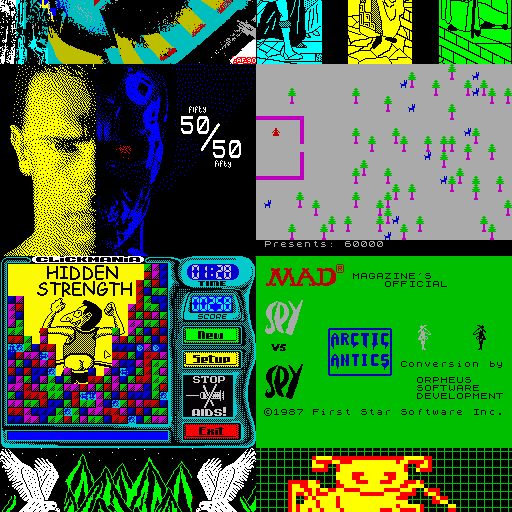 fifty
50/50
fifty
Presents: 60000
CLICKMANIA
HIDDEN
STRENGTH
01:28
TIME
00258
SCORE
New
Setup
STOP
AIDS!
Exit
MAD®
MAGAZINE'S
OFFICIAL
SPY
VS
SPY
ARCTIC
ANTICS
Conversion by
ORPHEUS
SOFTWARE
DEVELOPMENT
©1987 First Star Software Inc.